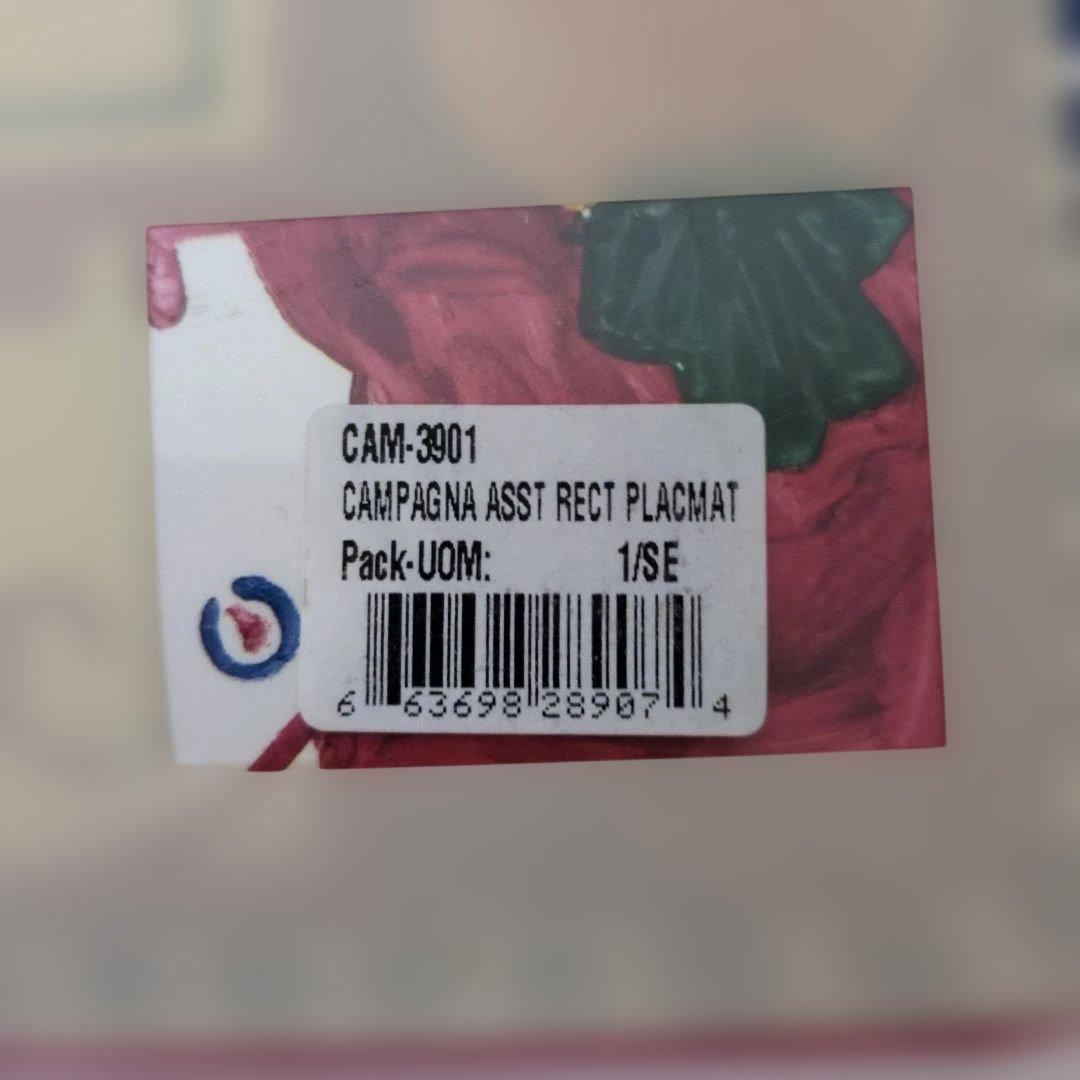 CAM-3901
CAMPAGNA ASST RECT PLACMAT
Pack-UOM: 1/SE
6 63698 28907 4